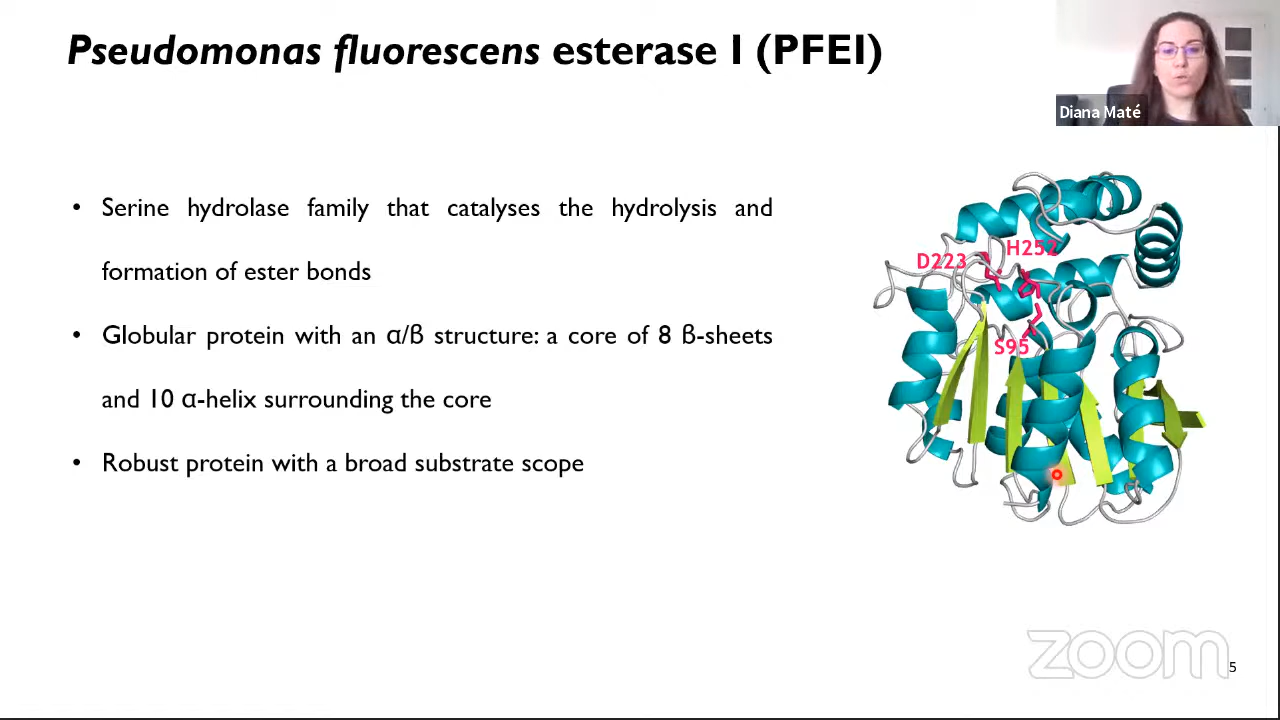 Pseudomonas fluorescens esterase I (PFEI)
Diana Maté
• Serine hydrolase family that catalyses the hydrolysis and
formation of ester bonds
• Globular protein with an α/ß structure: a core of 8 ß-sheets
and 10 α-helix surrounding the core
• Robust protein with a broad substrate scope
D223
H252
S95
zoom
5